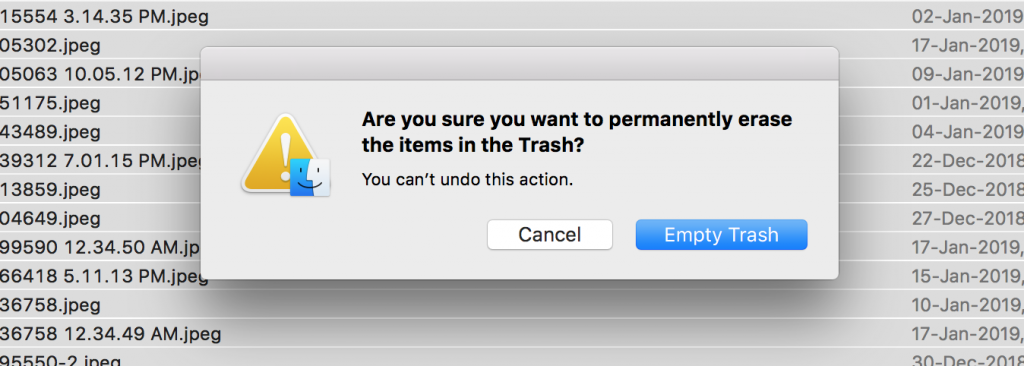 15554 3.14.35 PM.jpeg 02-Jan-2019
05302.jpeg 17-Jan-2019,
05063 10.05.12 PM.jp 09-Jan-2019
51175.jpeg 01-Jan-2019,
43489.jpeg 04-Jan-2019
39312 7.01.15 PM.jp 22-Dec-2018
13859.jpeg 25-Dec-2018
04649.jpeg 27-Dec-2018
99590 12.34.50 AM.jp 17-Jan-2019,
66418 5.11.13 PM.jpeg 15-Jan-2019,
36758.jpeg 10-Jan-2019,
36758 12.34.49 AM.jpeg 17-Jan-2019,
95550-2.jpeg 30-Dec-2018
Are you sure you want to permanently erase
the items in the Trash?
You can’t undo this action.
Cancel Empty Trash